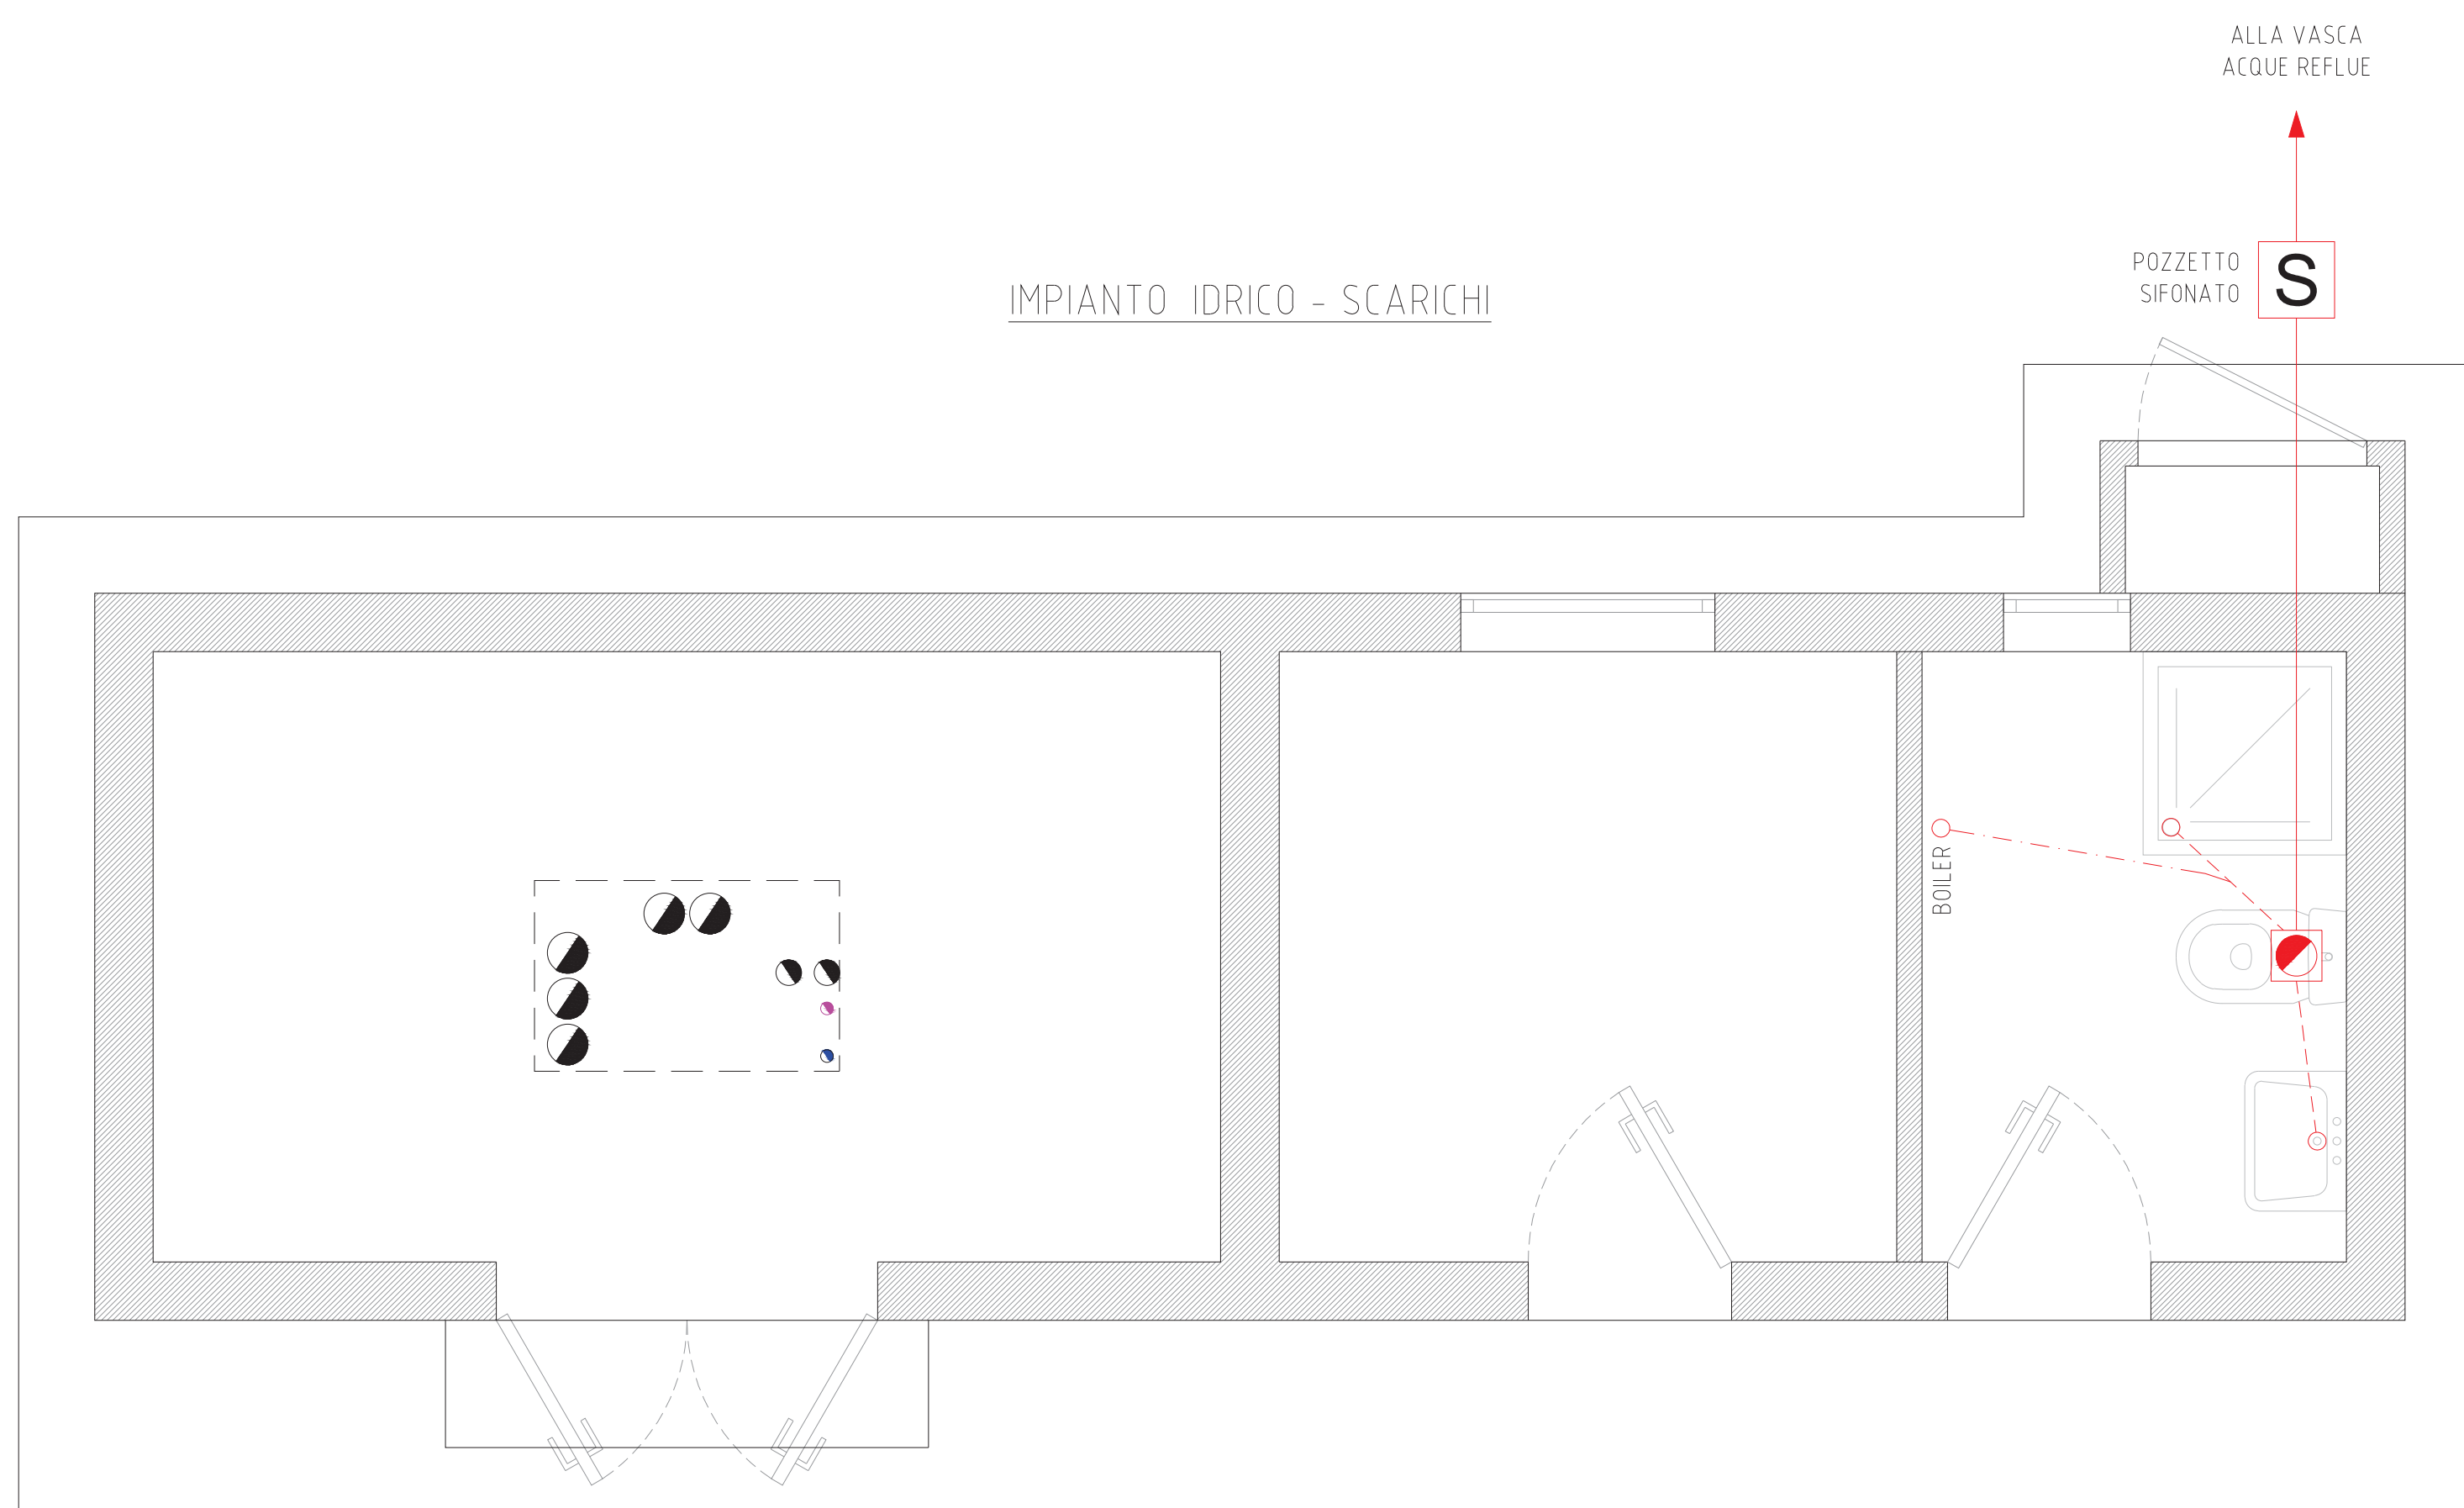 ALLA VASCA
ACQUE REFLUE
POZZETTO
SIFONATO
S
IMPIANTO IDRICO - SCARICHI
BOILER